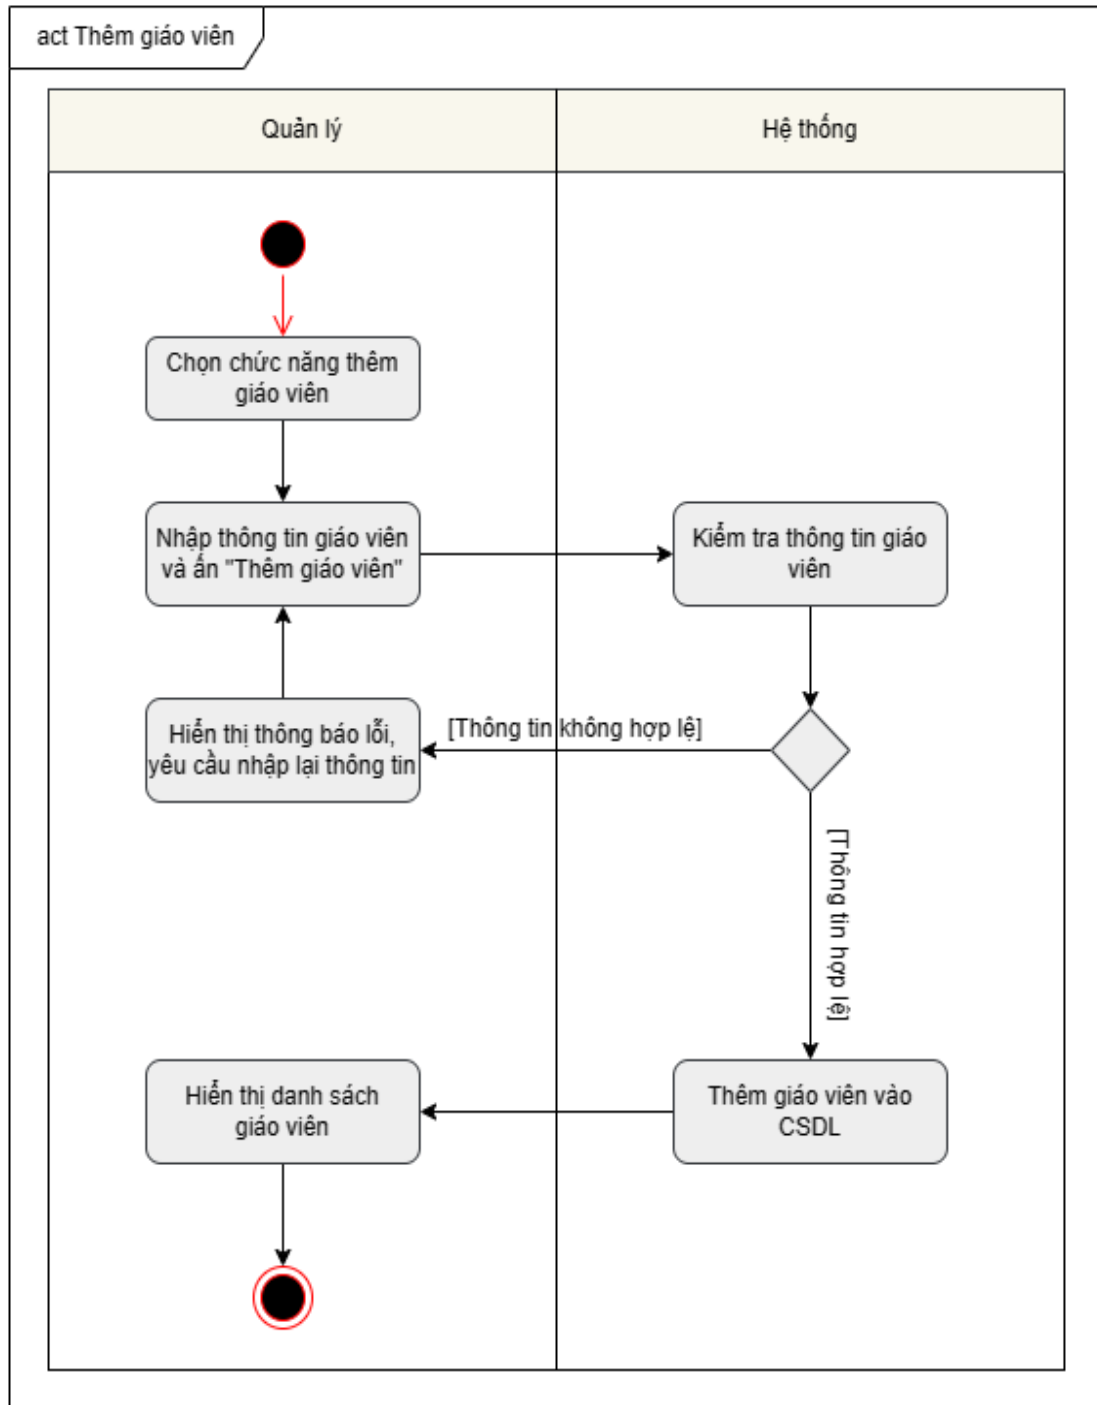 act Thêm giáo viên
Quản lý
Hệ thống
Chọn chức năng thêm
giáo viên
Nhập thông tin giáo viên
và ấn "Thêm giáo viên"
Kiểm tra thông tin giáo
viên
Hiển thị thông báo lỗi,
yêu cầu nhập lại thông tin
[Thông tin không hợp lệ]
[Thông tin hợp lệ]
Hiển thị danh sách
giáo viên
Thêm giáo viên vào
CSDL